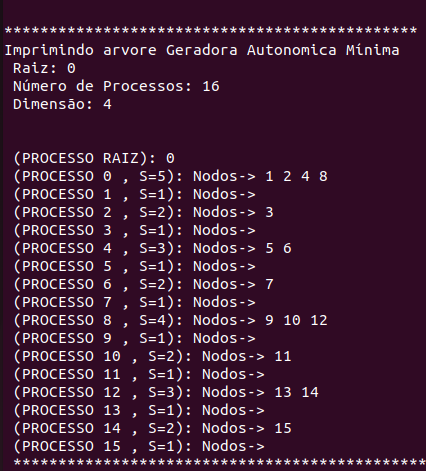 **********************************************
Imprimindo arvore Geradora Autonomica Mínima
Raiz: 0
Número de Processos: 16
Dimensão: 4
(PROCESSO RAIZ): 0
(PROCESSO 0 , S=5): Nodos-> 1 2 4 8
(PROCESSO 1 , S=1): Nodos->
(PROCESSO 2 , S=2): Nodos-> 3
(PROCESSO 3 , S=1): Nodos->
(PROCESSO 4 , S=3): Nodos-> 5 6
(PROCESSO 5 , S=1): Nodos->
(PROCESSO 6 , S=2): Nodos-> 7
(PROCESSO 7 , S=1): Nodos->
(PROCESSO 8 , S=4): Nodos-> 9 10 12
(PROCESSO 9 , S=1): Nodos->
(PROCESSO 10 , S=2): Nodos-> 11
(PROCESSO 11 , S=1): Nodos->
(PROCESSO 12 , S=3): Nodos-> 13 14
(PROCESSO 13 , S=1): Nodos->
(PROCESSO 14 , S=2): Nodos-> 15
(PROCESSO 15 , S=1): Nodos->
**********************************************